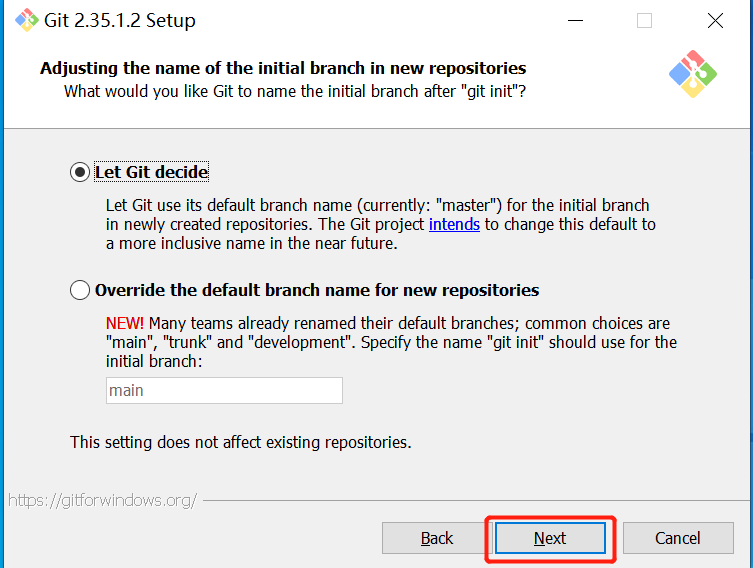 Git 2.35.1.2 Setup
Adjusting the name of the initial branch in new repositories
What would you like Git to name the initial branch after "git init"?
Let Git decide
Let Git use its default branch name (currently: "master") for the initial branch
in newly created repositories. The Git project intends to change this default to
a more inclusive name in the near future.
Override the default branch name for new repositories
NEW! Many teams already renamed their default branches; common choices are
"main", "trunk" and "development". Specify the name "git init" should use for the
initial branch:
main
This setting does not affect existing repositories.
https://gitforwindows.org/
Back Next Cancel